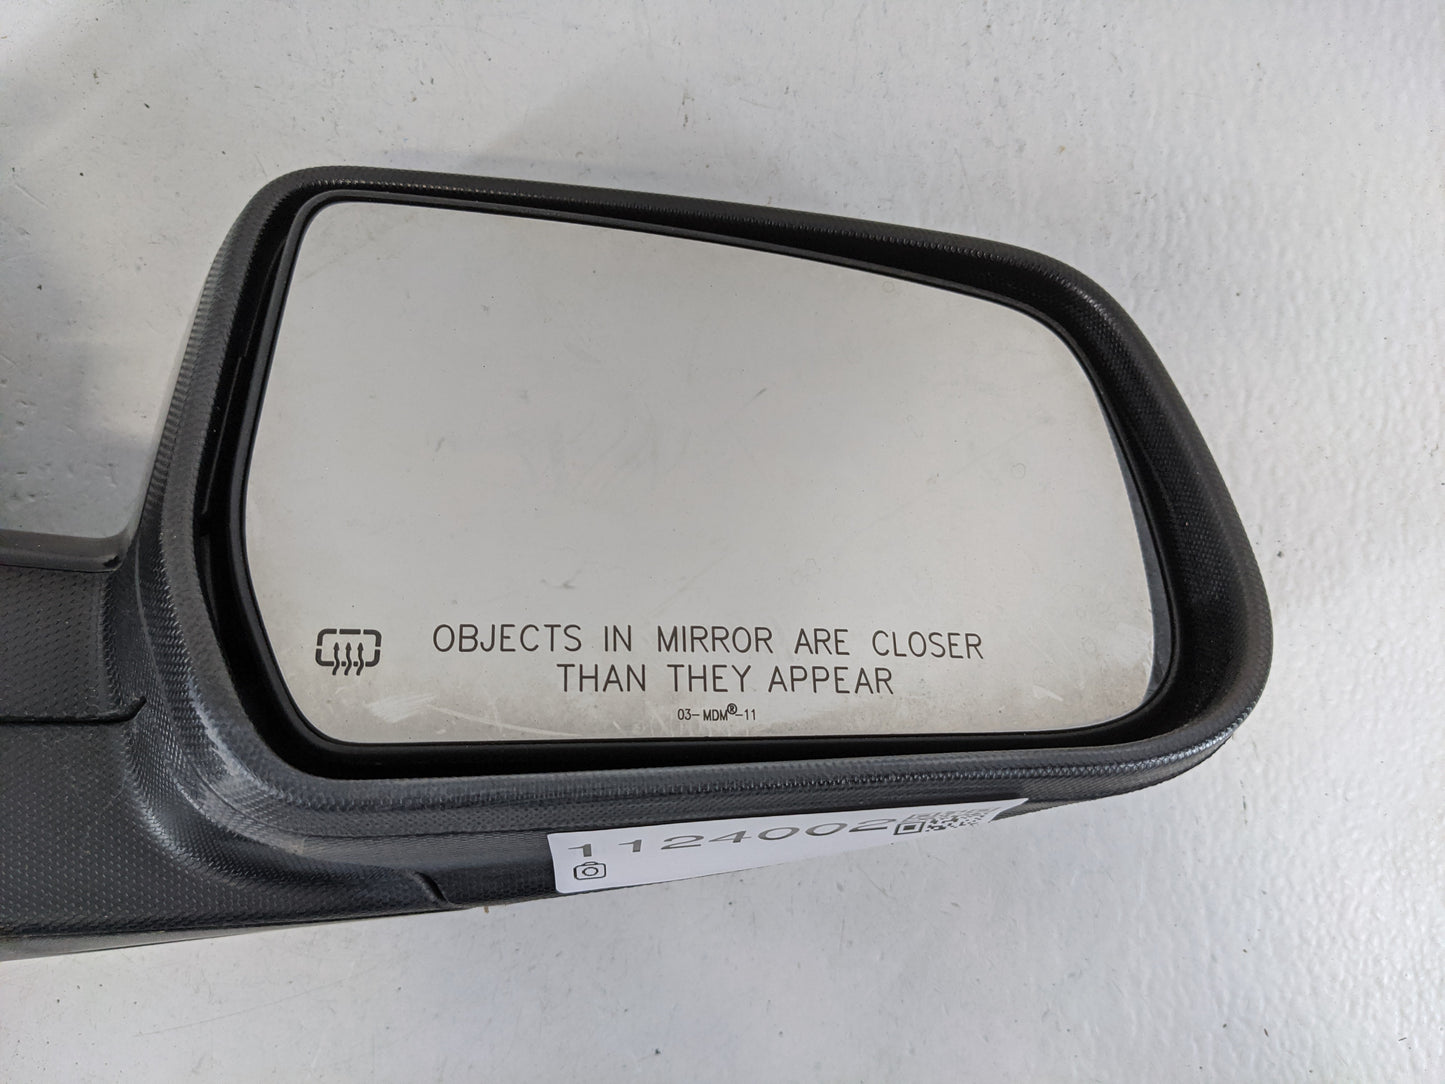 OBJECTS IN MIRROR ARE CLOSER
THAN THEY APPEAR
03-MDM®-11
1124002